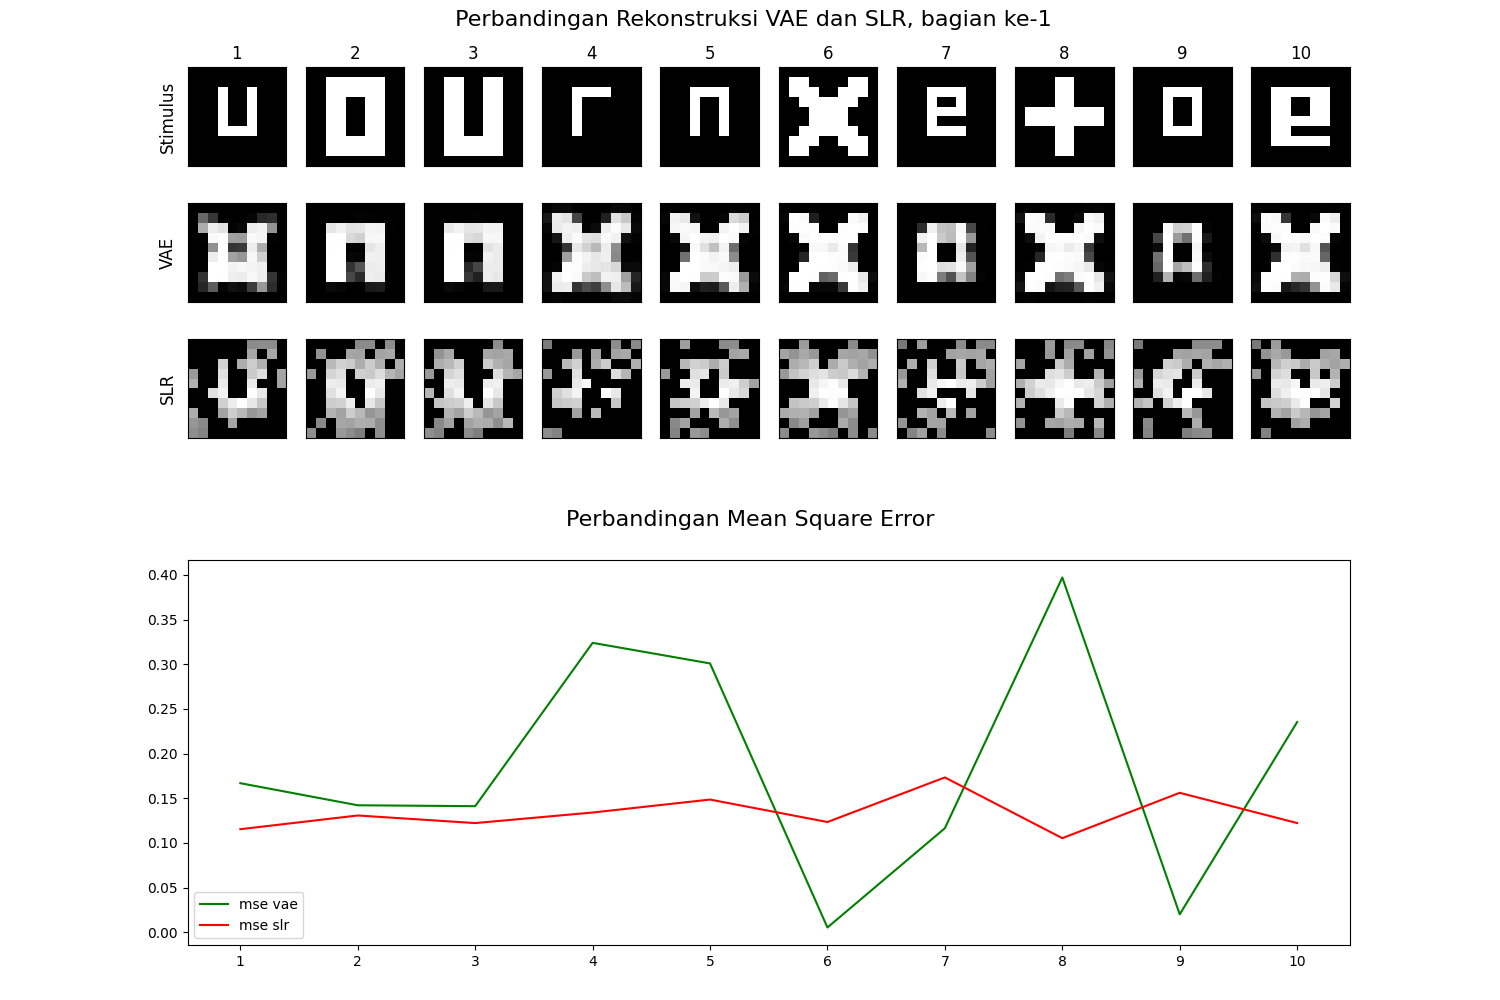 Perbandingan Rekonstruksi VAE dan SLR, bagian ke-1
1 2 3 4 5 6 7 8 9 10
Stimulus
u o u r n x e + o e
VAE
SLR
Perbandingan Mean Square Error
0.40
0.35
0.30
0.25
0.20
0.15
0.10
0.05
0.00
mse vae
mse slr
1 2 3 4 5 6 7 8 9 10